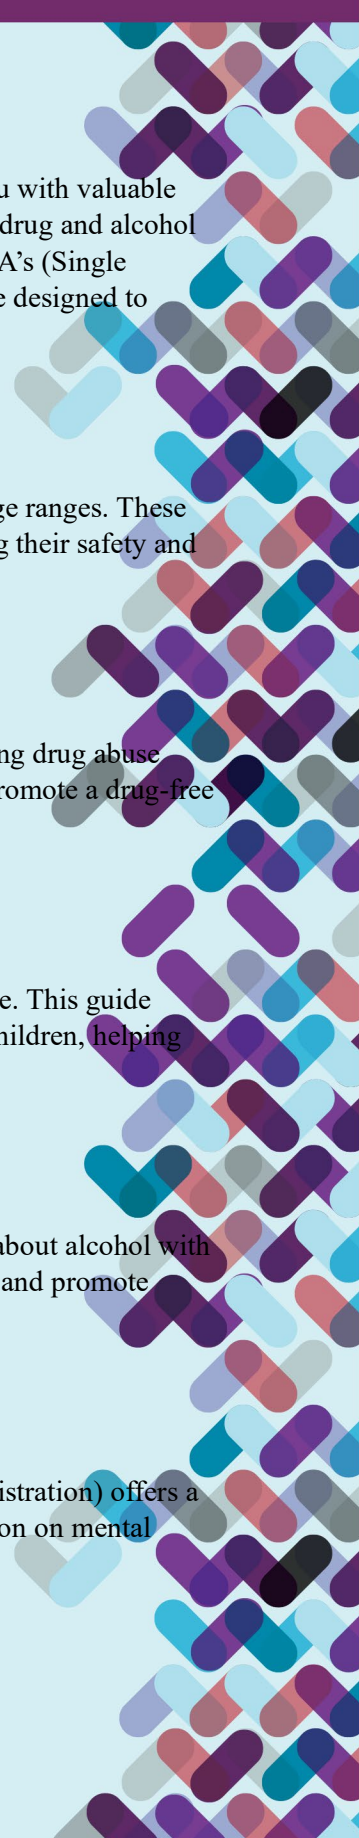 u with valuable
drug and alcohol
A's (Single
e designed to
ge ranges. These
g their safety and
ng drug abuse
romote a drug-free
e. This guide
hildren, helping
about alcohol with
and promote
istration) offers a
on on mental